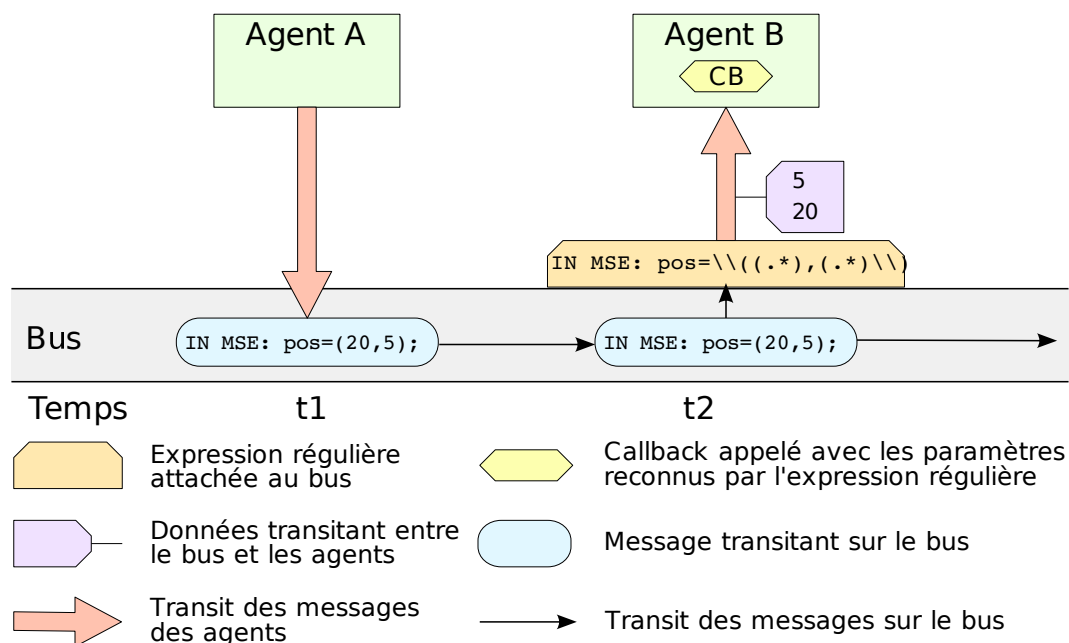 Agent A
Agent B
CB
5
20
IN MSE: pos=\\((.*),(.*)\\)
Bus
IN MSE: pos=(20,5);
IN MSE: pos=(20,5);
Temps
t1
t2
Expression régulière
attachée au bus
Callback appelé avec les paramètres
reconnus par l'expression régulière
Données transitant entre
le bus et les agents
Message transitant sur le bus
Transit des messages
des agents
Transit des messages sur le bus